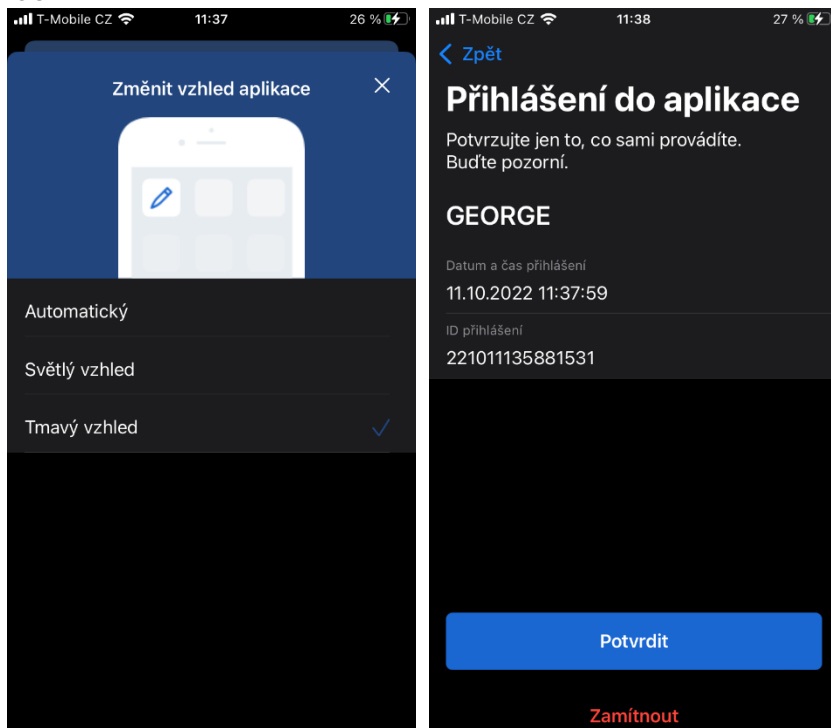 T-Mobile CZ 11:37 26 %
Změnit vzhled aplikace
Automatický
Světlý vzhled
Tmavý vzhled
T-Mobile CZ 11:38 27 %
Zpět
Přihlášení do aplikace
Potvrzujte jen to, co sami provádíte.
Buďte pozorní.
GEORGE
Datum a čas přihlášení
11.10.2022 11:37:59
ID přihlášení
221011135881531
Potvrdit
Zamítnout